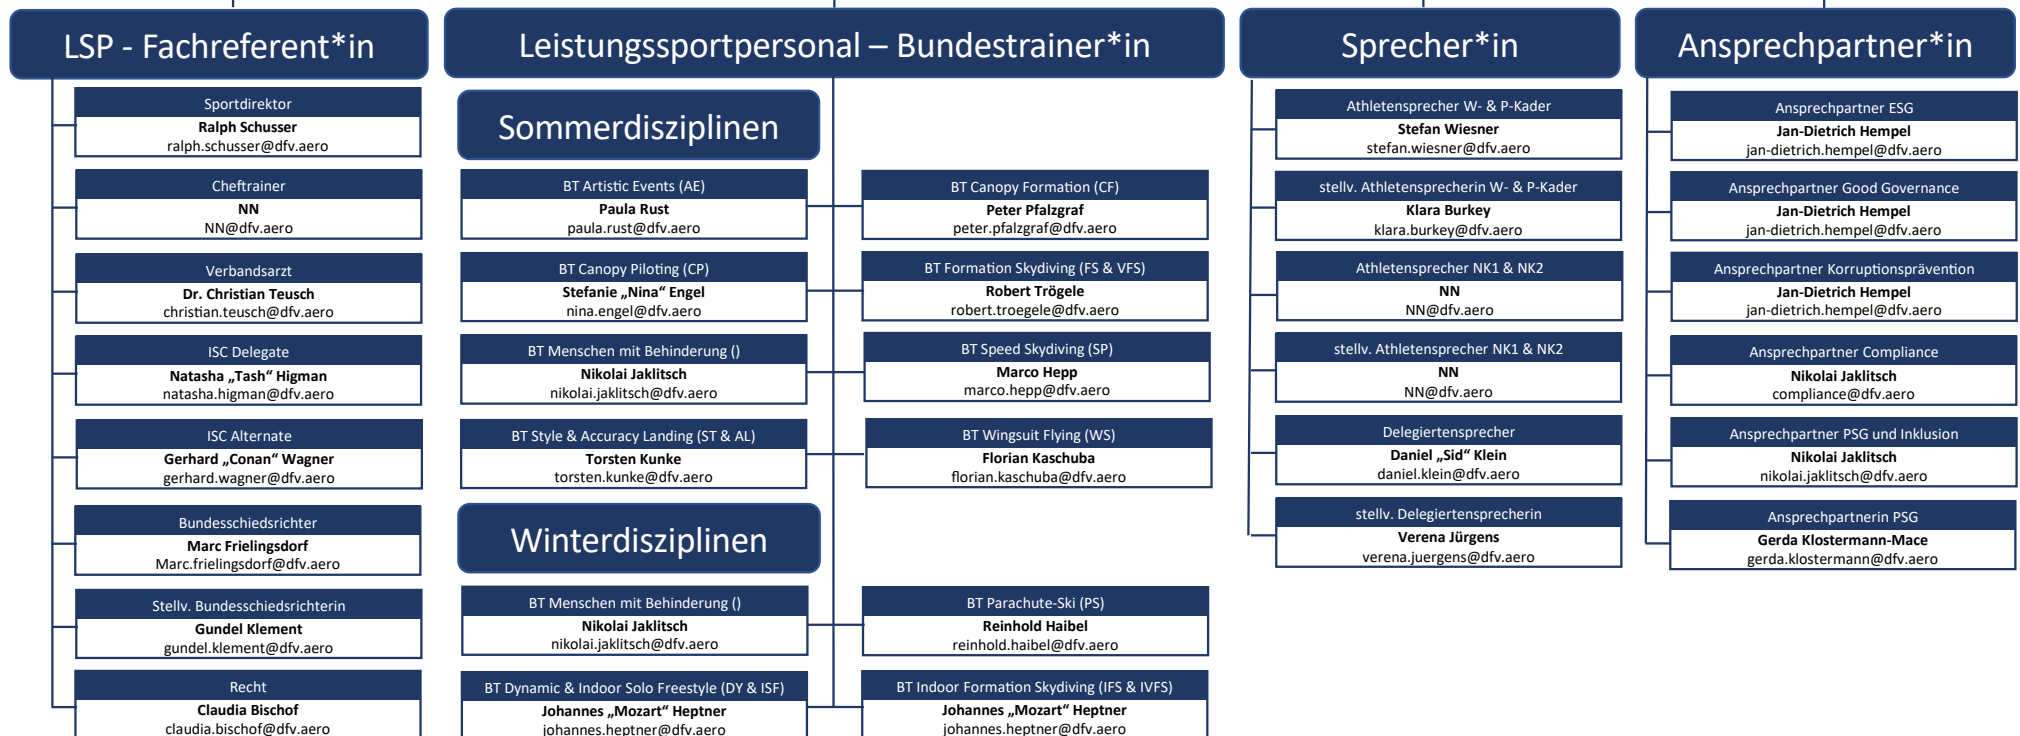 LSP - Fachreferent*in
Sportdirektor
Ralph Schusser
ralph.schusser@dfv.aero
Cheftrainer
NN
NN@dfv.aero
Verbandsarzt
Dr. Christian Teusch
christian.teusch@dfv.aero
ISC Delegate
Natasha „Tash“ Higman
natasha.higman@dfv.aero
ISC Alternate
Gerhard „Conan“ Wagner
gerhard.wagner@dfv.aero
Bundesschiedsrichter
Marc Frielingsdorf
Marc.frielingsdorf@dfv.aero
Stellv. Bundesschiedsrichterin
Gundel Klement
gundel.klement@dfv.aero
Recht
Claudia Bischof
claudia.bischof@dfv.aero
Leistungssportpersonal – Bundestrainer*in
Sommerdisziplinen
BT Artistic Events (AE)
Paula Rust
paula.rust@dfv.aero
BT Canopy Formation (CF)
Peter Pfalzgraf
peter.pfalzgraf@dfv.aero
BT Canopy Piloting (CP)
Stefanie „Nina“ Engel
nina.engel@dfv.aero
BT Formation Skydiving (FS & VFS)
Robert Trögele
robert.troegele@dfv.aero
BT Menschen mit Behinderung ()
Nikolai Jaklitsch
nikolai.jaklitsch@dfv.aero
BT Speed Skydiving (SP)
Marco Hepp
marco.hepp@dfv.aero
BT Style & Accuracy Landing (ST & AL)
Torsten Kunke
torsten.kunke@dfv.aero
BT Wingsuit Flying (WS)
Florian Kaschuba
florian.kaschuba@dfv.aero
Winterdisziplinen
BT Menschen mit Behinderung ()
Nikolai Jaklitsch
nikolai.jaklitsch@dfv.aero
BT Parachute-Ski (PS)
Reinhold Haibel
reinhold.haibel@dfv.aero
BT Dynamic & Indoor Solo Freestyle (DY & ISF)
Johannes „Mozart“ Heptner
johannes.heptner@dfv.aero
BT Indoor Formation Skydiving (IFS & IVFS)
Johannes „Mozart“ Heptner
johannes.heptner@dfv.aero
Sprecher*in
Athletensprecher W- & P-Kader
Stefan Wiesner
stefan.wiesner@dfv.aero
stellv. Athletensprecherin W- & P-Kader
Klara Burkey
klara.burkey@dfv.aero
Athletensprecher NK1 & NK2
NN
NN@dfv.aero
stellv. Athletensprecher NK1 & NK2
NN
NN@dfv.aero
Delegiertensprecher
Daniel „Sid“ Klein
daniel.klein@dfv.aero
stellv. Delegiertensprecherin
Verena Jürgens
verena.juergens@dfv.aero
Ansprechpartner*in
Ansprechpartner ESG
Jan-Dietrich Hempel
jan-dietrich.hempel@dfv.aero
Ansprechpartner Good Governance
Jan-Dietrich Hempel
jan-dietrich.hempel@dfv.aero
Ansprechpartner Korruptionsprävention
Jan-Dietrich Hempel
jan-dietrich.hempel@dfv.aero
Ansprechpartner Compliance
Nikolai Jaklitsch
compliance@dfv.aero
Ansprechpartner PSG und Inklusion
Nikolai Jaklitsch
nikolai.jaklitsch@dfv.aero
Ansprechpartnerin PSG
Gerda Klostermann-Mace
gerda.klostermann@dfv.aero